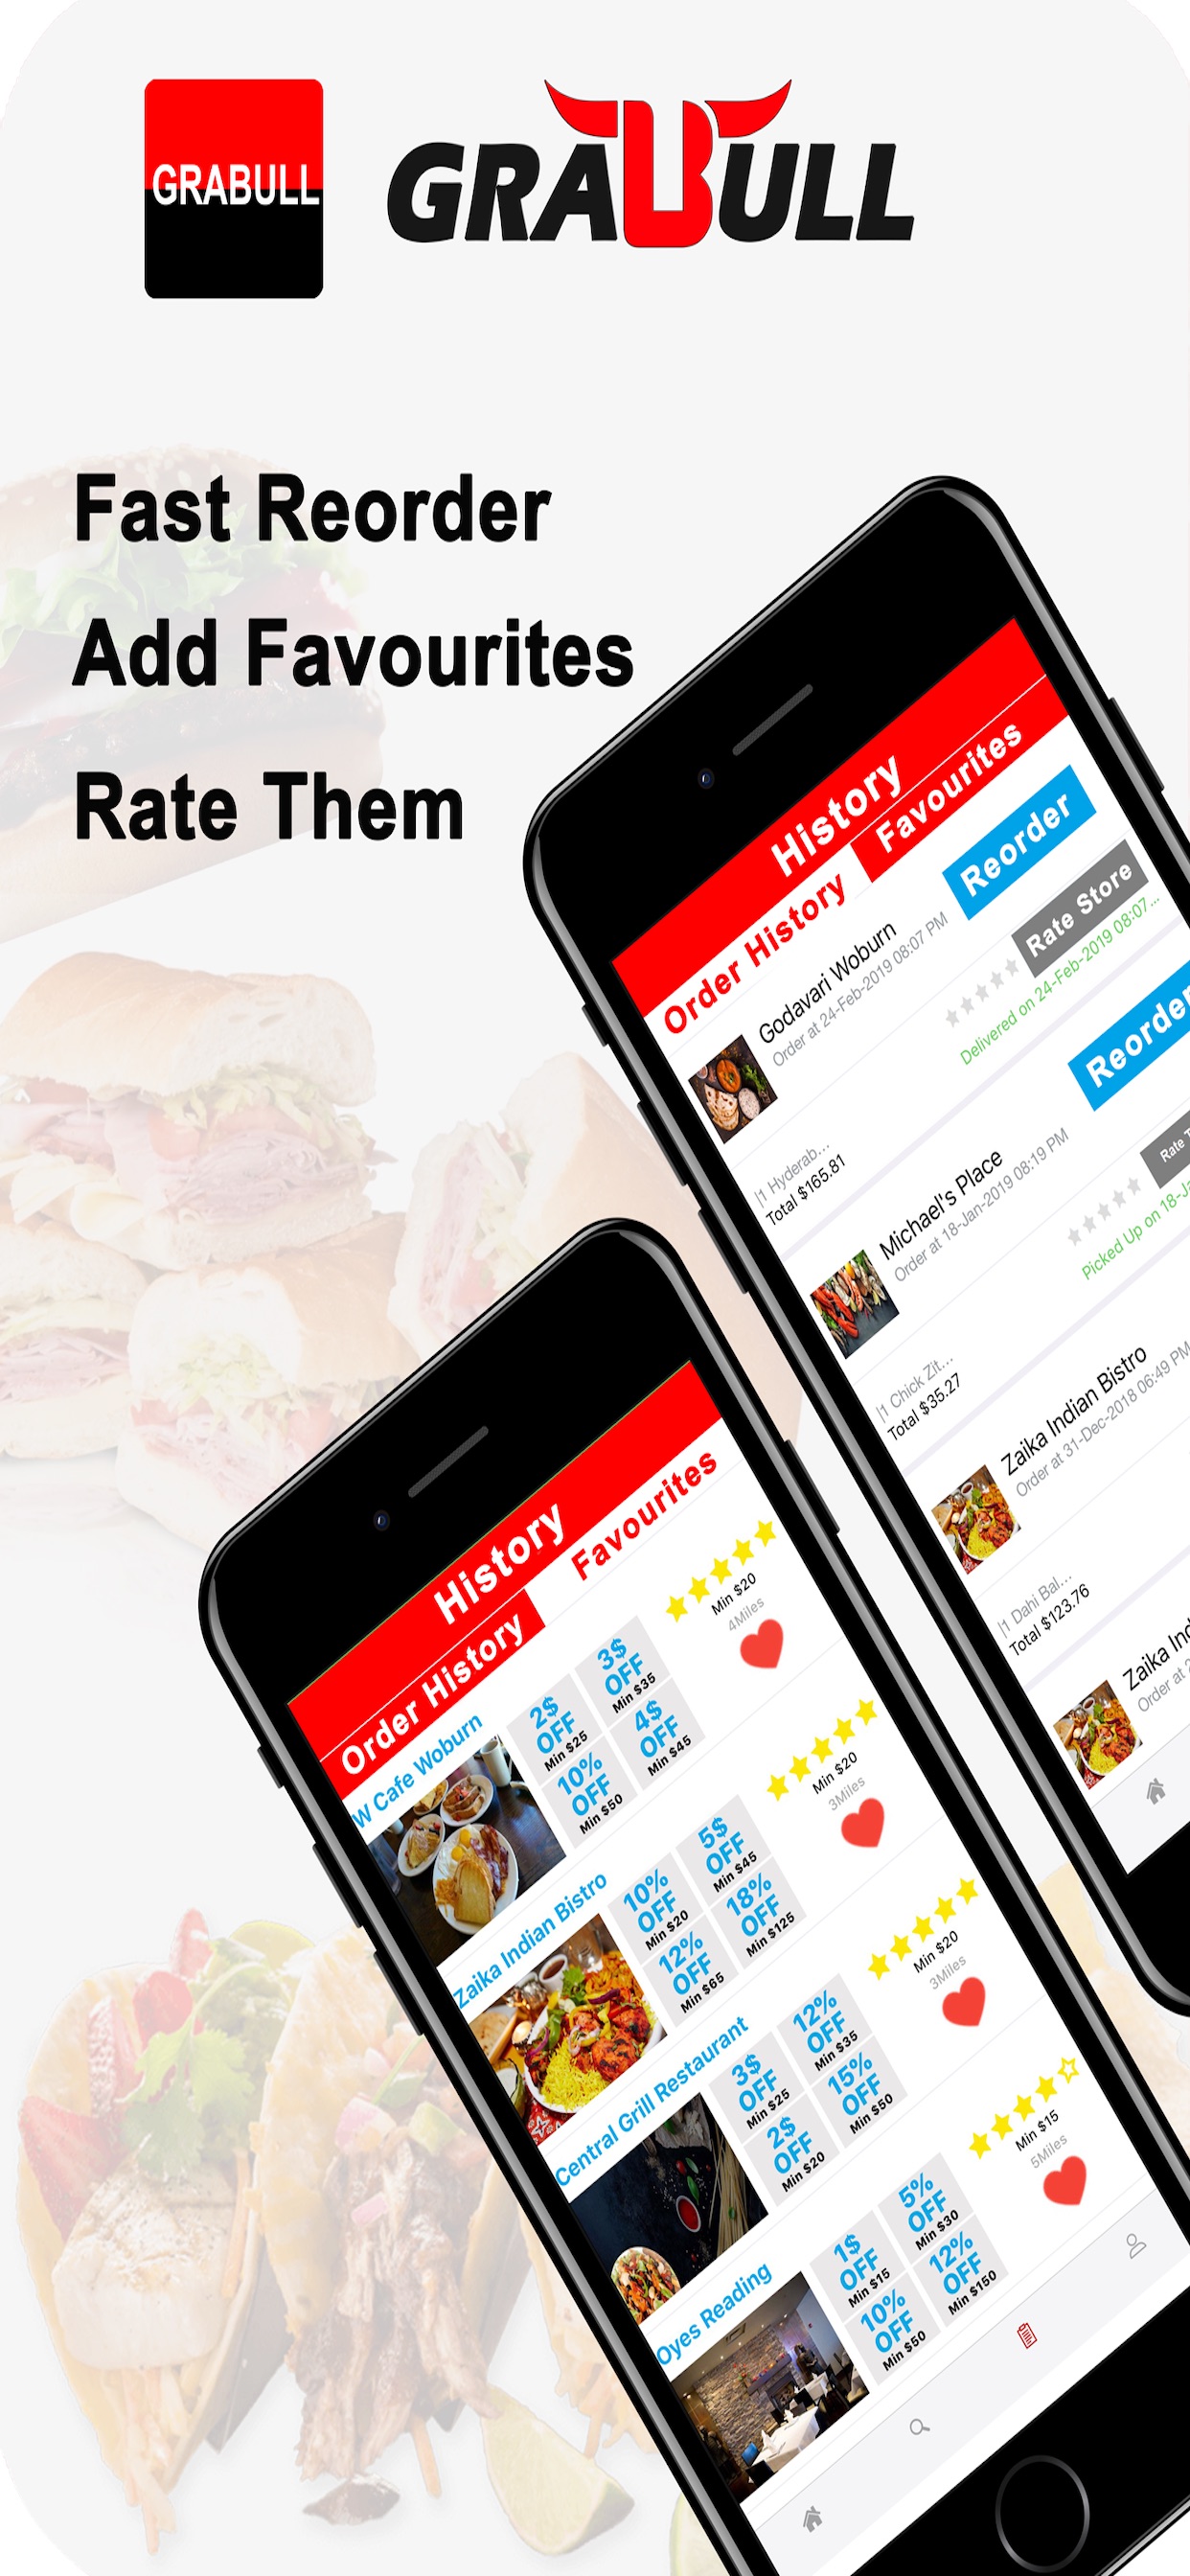 GRABULL
GRABULL
Fast Reorder
Add Favourites
Rate Them
History
Order History
Favourites
Godavari Woburn
Order at 24-Feb-2019 08:07 PM
Reorder
Rate Store
Delivered on 24-Feb-2019 08:07...
|1 Hyderab...
Total $165.81
Michael's Place
Order at 18-Jan-2019 08:19 PM
Reorder
Rate
Picked Up on 18-Ja
|1 Chick Zit...
Total $35.27
Zaika Indian Bistro
Order at 31-Dec-2018 06:49 PM
|1 Dahi Bal...
Total $123.76
Zaika Ind
Order at 2
History
Order History
Favourites
W Cafe Woburn
2$ OFF
Min $25
3$ OFF
Min $35
10% OFF
Min $50
4$ OFF
Min $45
Min $20
4Miles
Zaika Indian Bistro
10% OFF
Min $20
5$ OFF
Min $45
12% OFF
Min $65
18% OFF
Min $125
Min $20
3Miles
Central Grill Restaurant
3$ OFF
Min $25
12% OFF
Min $35
2$ OFF
Min $20
15% OFF
Min $50
Min $20
3Miles
Oyes Reading
1$ OFF
Min $15
5% OFF
Min $30
10% OFF
Min $50
12% OFF
Min $150
Min $15
5Miles